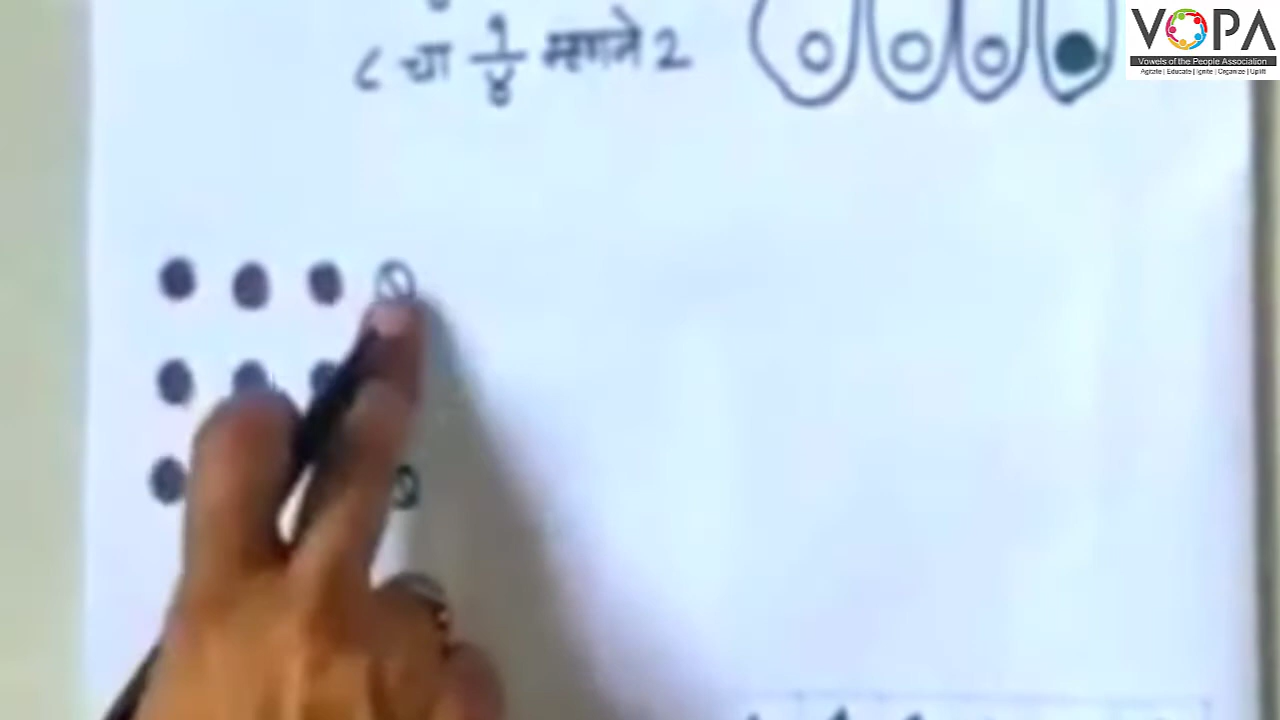 ८ चा १/४ म्हणजे 2
VOPA
Vowels of the People Association
Agitate | Educate | Ignite | Organize | Uplift